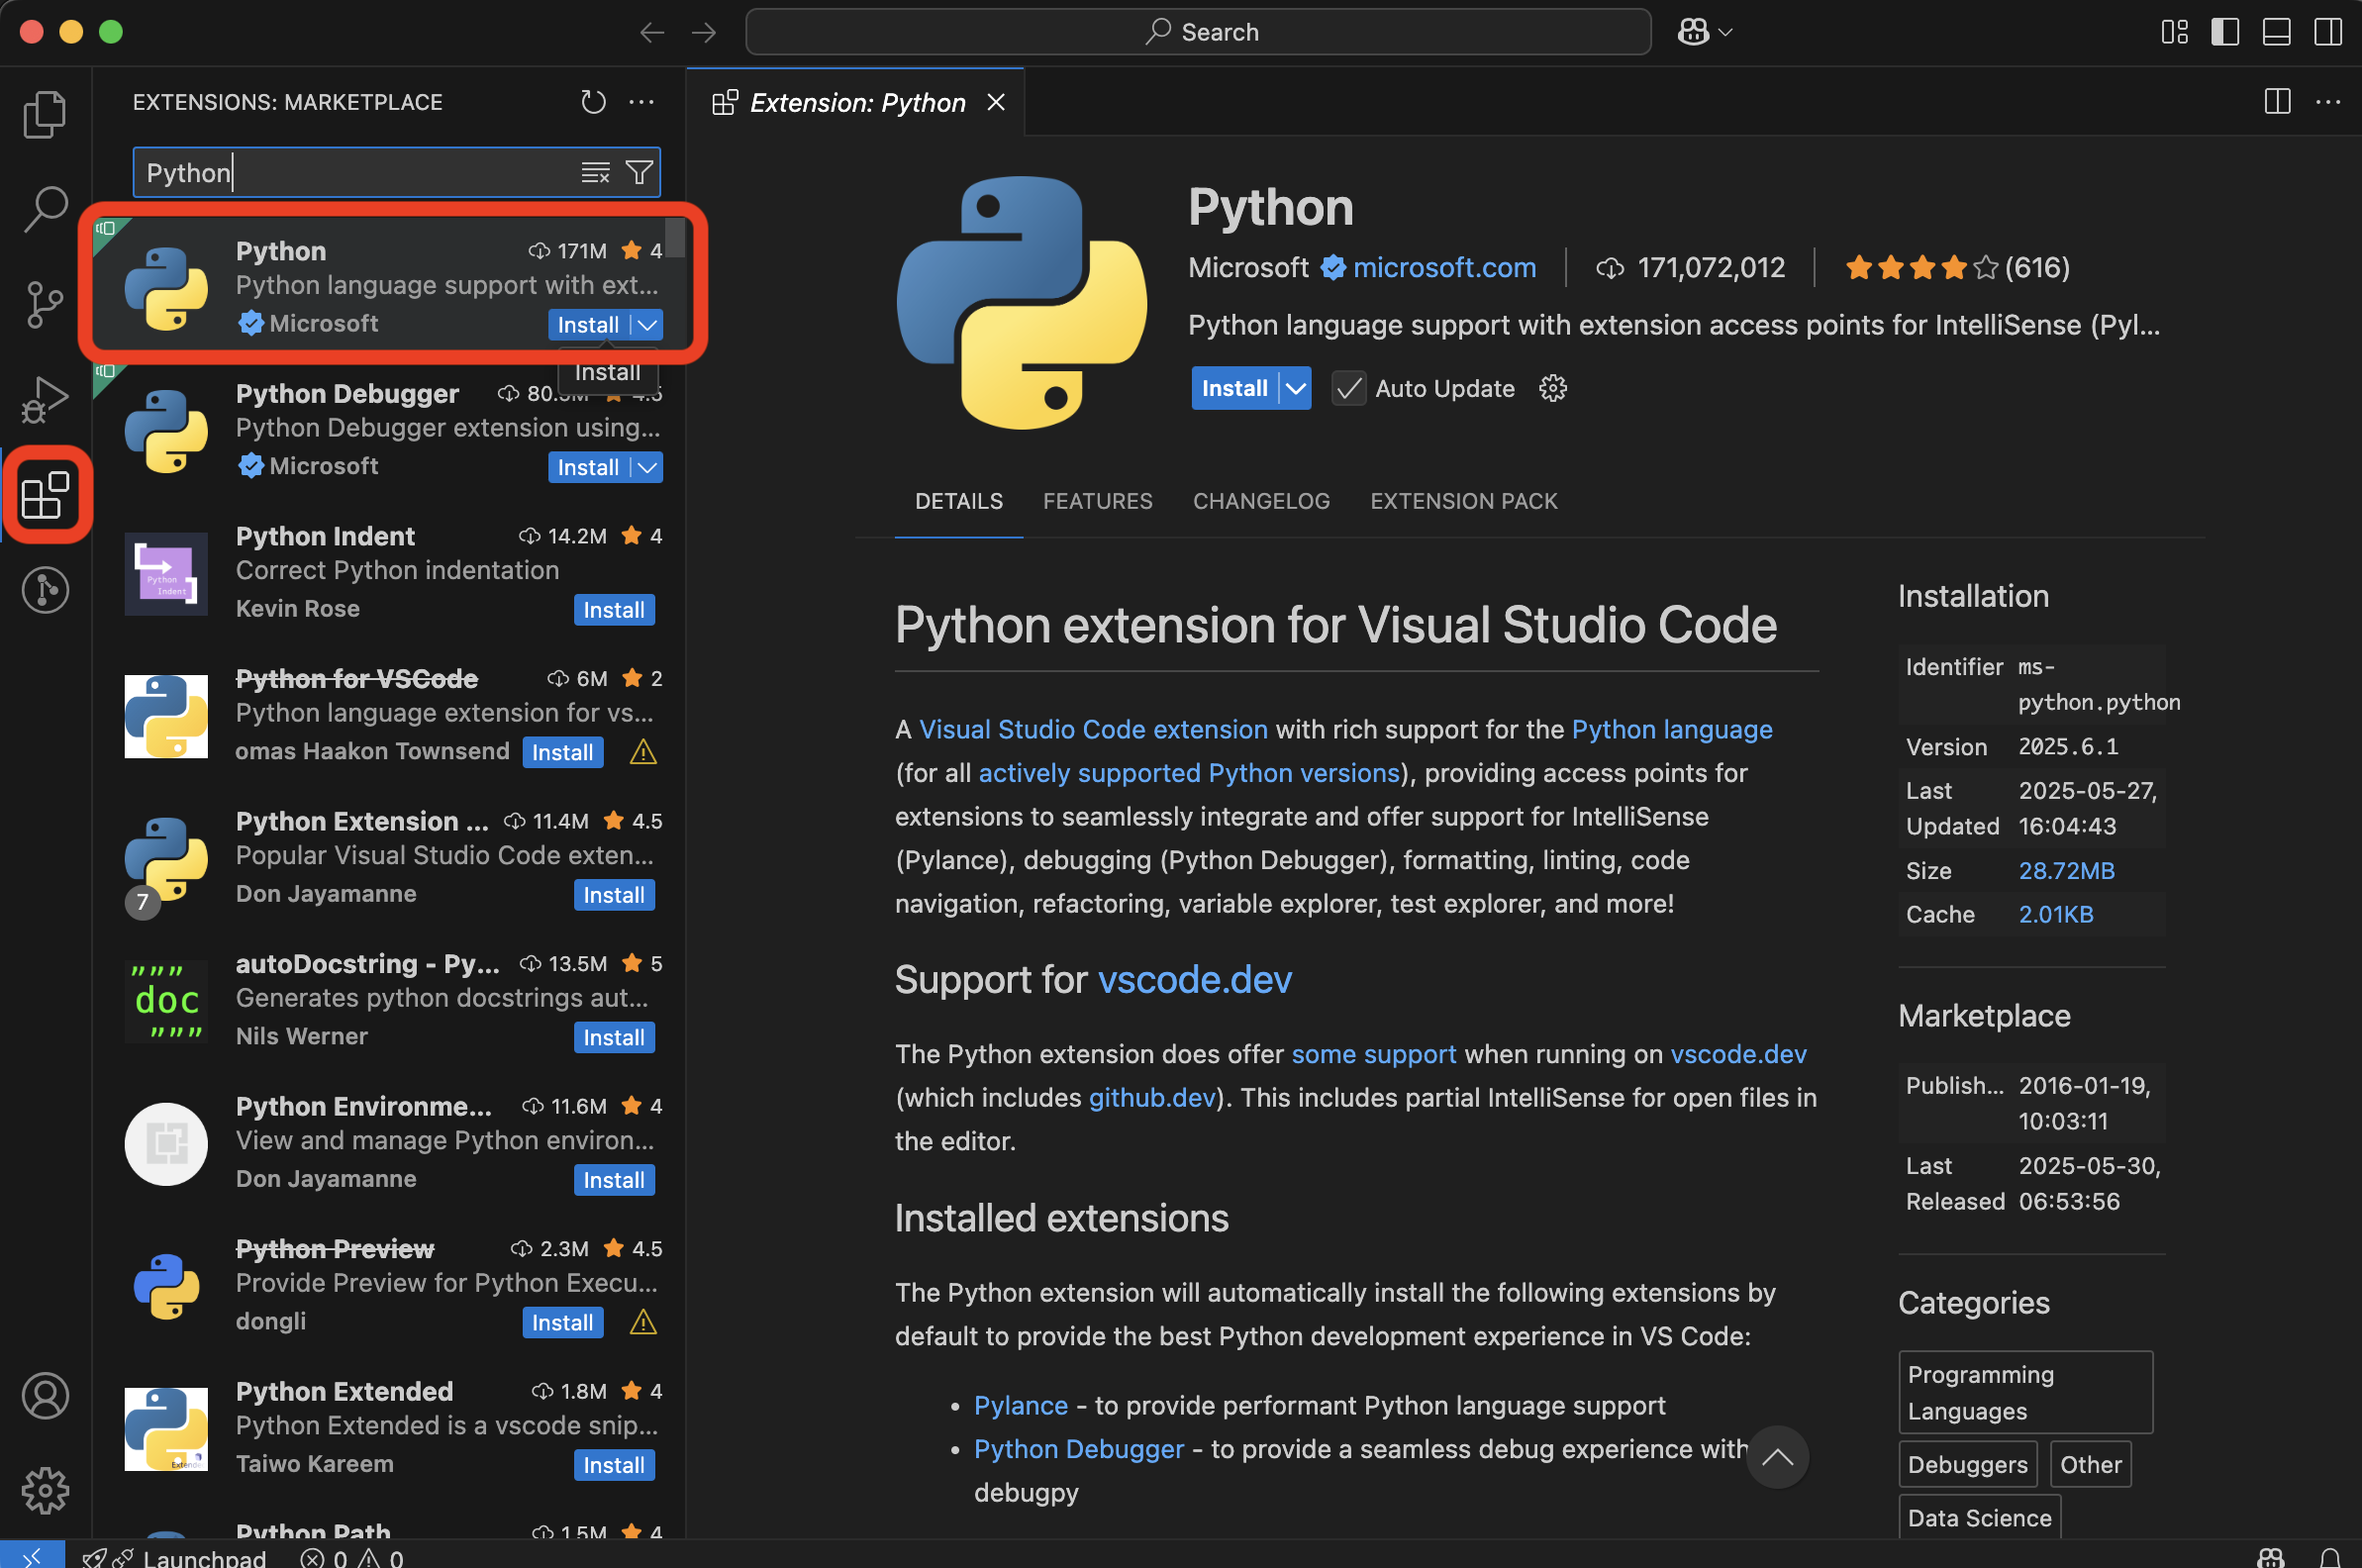 Search
EXTENSIONS: MARKETPLACE
Extension: Python
Python
Python 171M 4
Python language support with ext...
Microsoft Install
Install
Python Debugger 4.5
Python Debugger extension using...
Microsoft Install
Python Indent 14.2M 4
Correct Python indentation
Kevin Rose Install
Python Indent
Python for VSCode 6M 2
Python language extension for vs...
omas Haakon Townsend Install
Python Extension ... 11.4M 4.5
Popular Visual Studio Code exten...
Don Jayamanne Install
7
autoDocstring - Py... 13.5M 5
Generates python docstrings aut...
Nils Werner Install
"""
doc
"""
Python Environme... 11.6M 4
View and manage Python environ...
Don Jayamanne Install
Python Preview 2.3M 4.5
Provide Preview for Python Execu...
dongli Install
Python Extended 1.8M 4
Python Extended is a vscode snip...
Taiwo Kareem Install
Python Path 1.5M 4
Python
Microsoft microsoft.com 171,072,012 (616)
Python language support with extension access points for IntelliSense (Pyl...
Install Auto Update
DETAILS FEATURES CHANGELOG EXTENSION PACK
Python extension for Visual Studio Code
A Visual Studio Code extension with rich support for the Python language
(for all actively supported Python versions), providing access points for
extensions to seamlessly integrate and offer support for IntelliSense
(Pylance), debugging (Python Debugger), formatting, linting, code
navigation, refactoring, variable explorer, test explorer, and more!
Support for vscode.dev
The Python extension does offer some support when running on vscode.dev
(which includes github.dev). This includes partial IntelliSense for open files in
the editor.
Installed extensions
The Python extension will automatically install the following extensions by
default to provide the best Python development experience in VS Code:
• Pylance - to provide performant Python language support
• Python Debugger - to provide a seamless debug experience with
debugpy
Installation
Identifier ms-
python.python
Version 2025.6.1
Last 2025-05-27,
Updated 16:04:43
Size 28.72MB
Cache 2.01KB
Marketplace
Publish... 2016-01-19,
10:03:11
Last 2025-05-30,
Released 06:53:56
Categories
Programming
Languages
Debuggers Other
Data Science
Launchpad 0 0